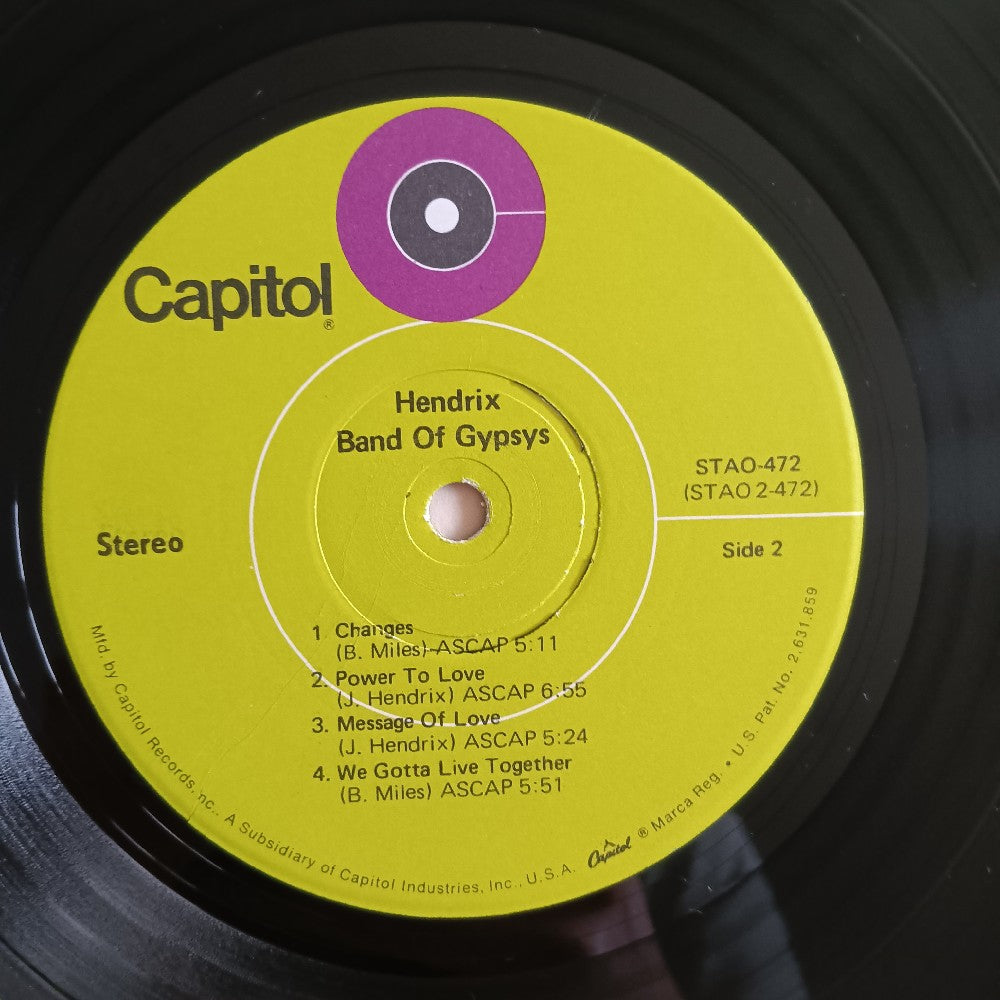 Capitol
®
Hendrix
Band Of Gypsys
STAO-472
(STAO 2-472)
Stereo
Side 2
1 Changes
(B. Miles) ASCAP 5:11
2. Power To Love
(J. Hendrix) ASCAP 6:55
3. Message Of Love
(J. Hendrix) ASCAP 5:24
4. We Gotta Live Together
(B. Miles) ASCAP 5:51
Mfd. by Capitol Records, nc., A Subsidiary of Capitol Industries, Inc., U.S.A. Capitol ® Marca Reg. • U.S. Pat. No. 2,631,859